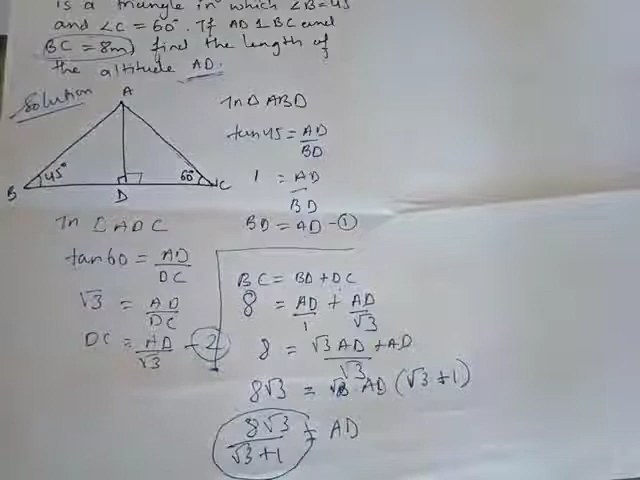 is a triangle in which ∠B=45
and ∠C = 60°. If AD ⊥ BC and
BC = 8m) find the length of
the altitude AD.
Solution
A
45°
60°
B
D
C
In Δ ABD
tan45 = AD/BD
1 = AD/BD
BD = AD - ①
In Δ ADC
tan60 = AD/DC
√3 = AD/DC
DC = AD/√3 - ②
BC = BD + DC
8 = AD/1 + AD/√3
8 = √3 AD + AD/√3
8√3 = AD (√3 + 1)
8√3/√3+1 = AD